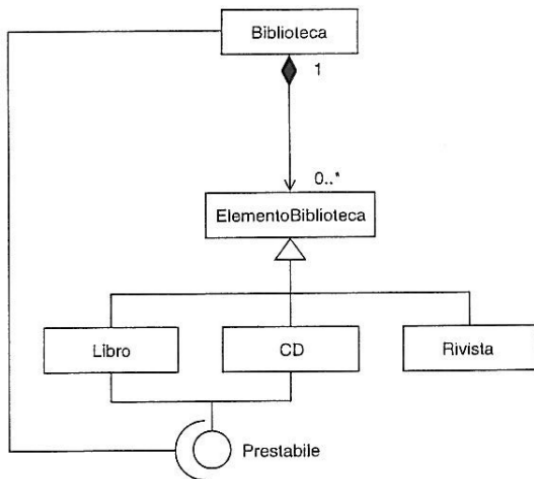 Biblioteca
1
0..*
ElementoBiblioteca
Libro
CD
Rivista
Prestabile